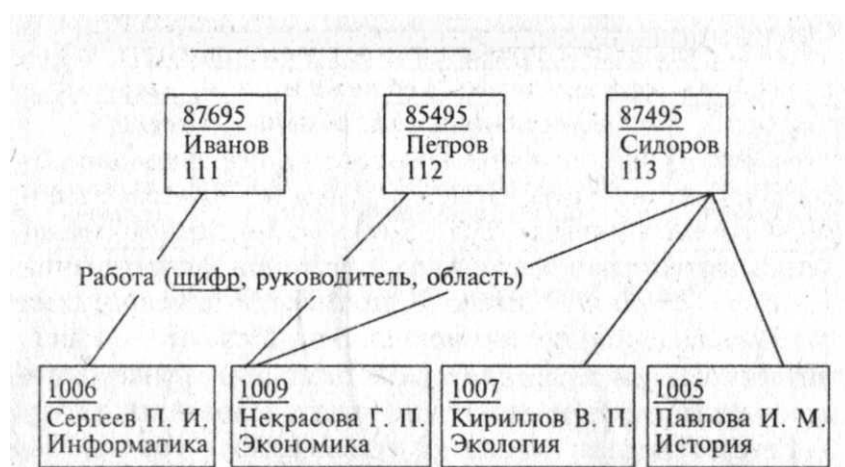 87695
Иванов
111
85495
Петров
112
87495
Сидоров
113
Работа (шифр, руководитель, область)
1006
Сергеев П. И.
Информатика
1009
Некрасова Г. П.
Экономика
1007
Кириллов В. П.
Экология
1005
Павлова И. М.
История